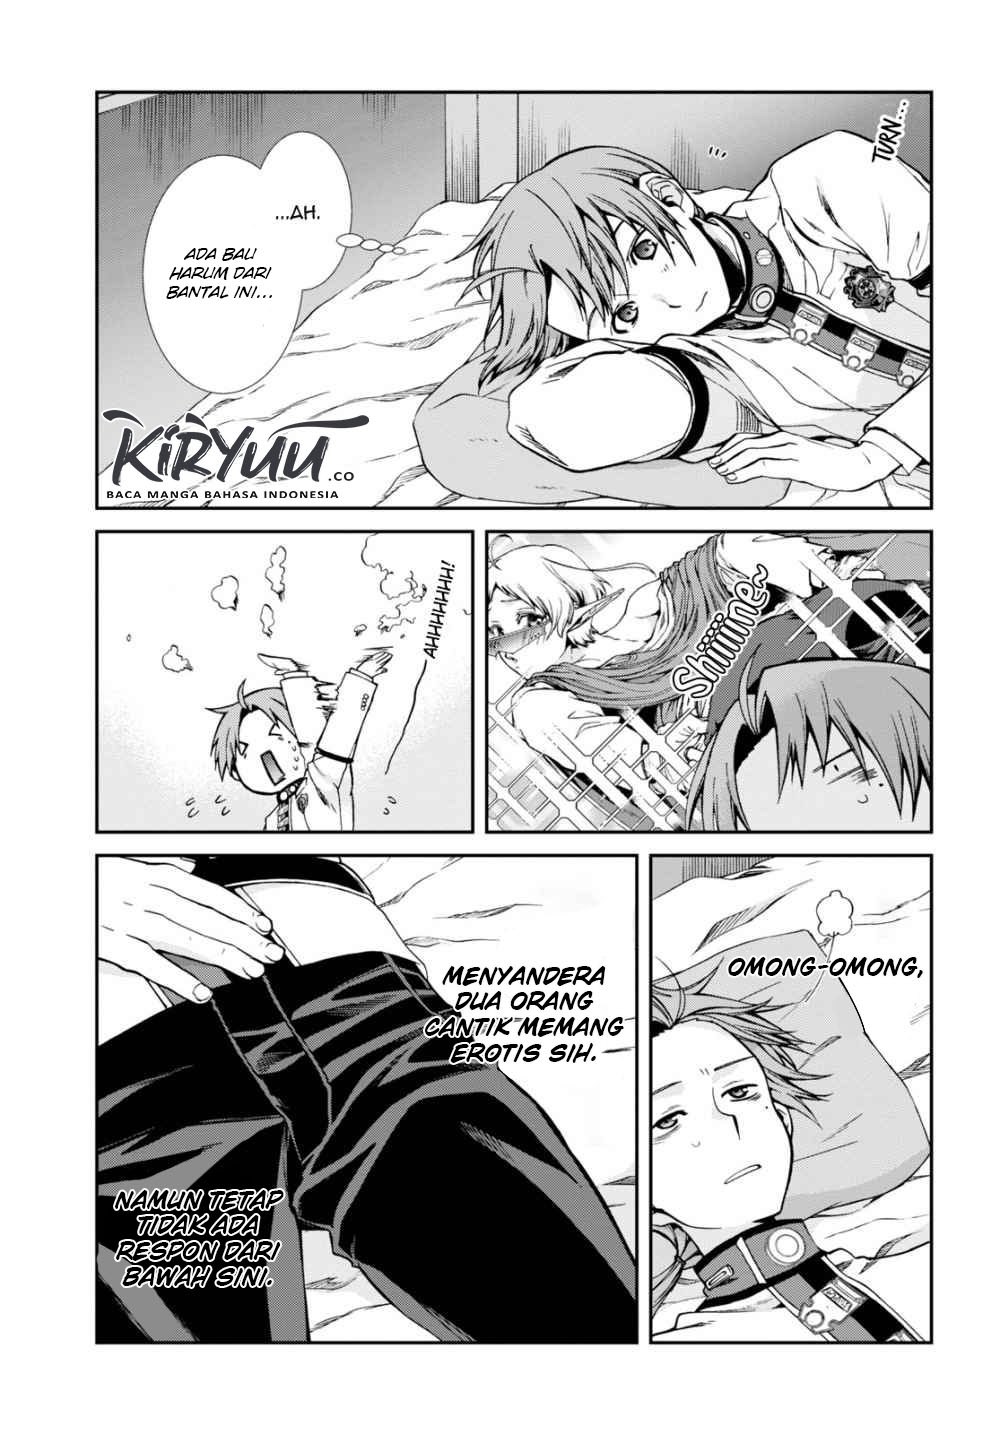 TURN...
...AH.
ADA BAU
HARUM DARI
BANTAL INI...
KIRYUU.CO
BACA MANGA BAHASA INDONESIA
Shiiiiine~
AHHHHHHH!
OMONG-OMONG,
MENYANDERA
DUA ORANG
CANTIK MEMANG
EROTIS SIH.
NAMUN TETAP
TIDAK ADA
RESPON DARI
BAWAH SINI.